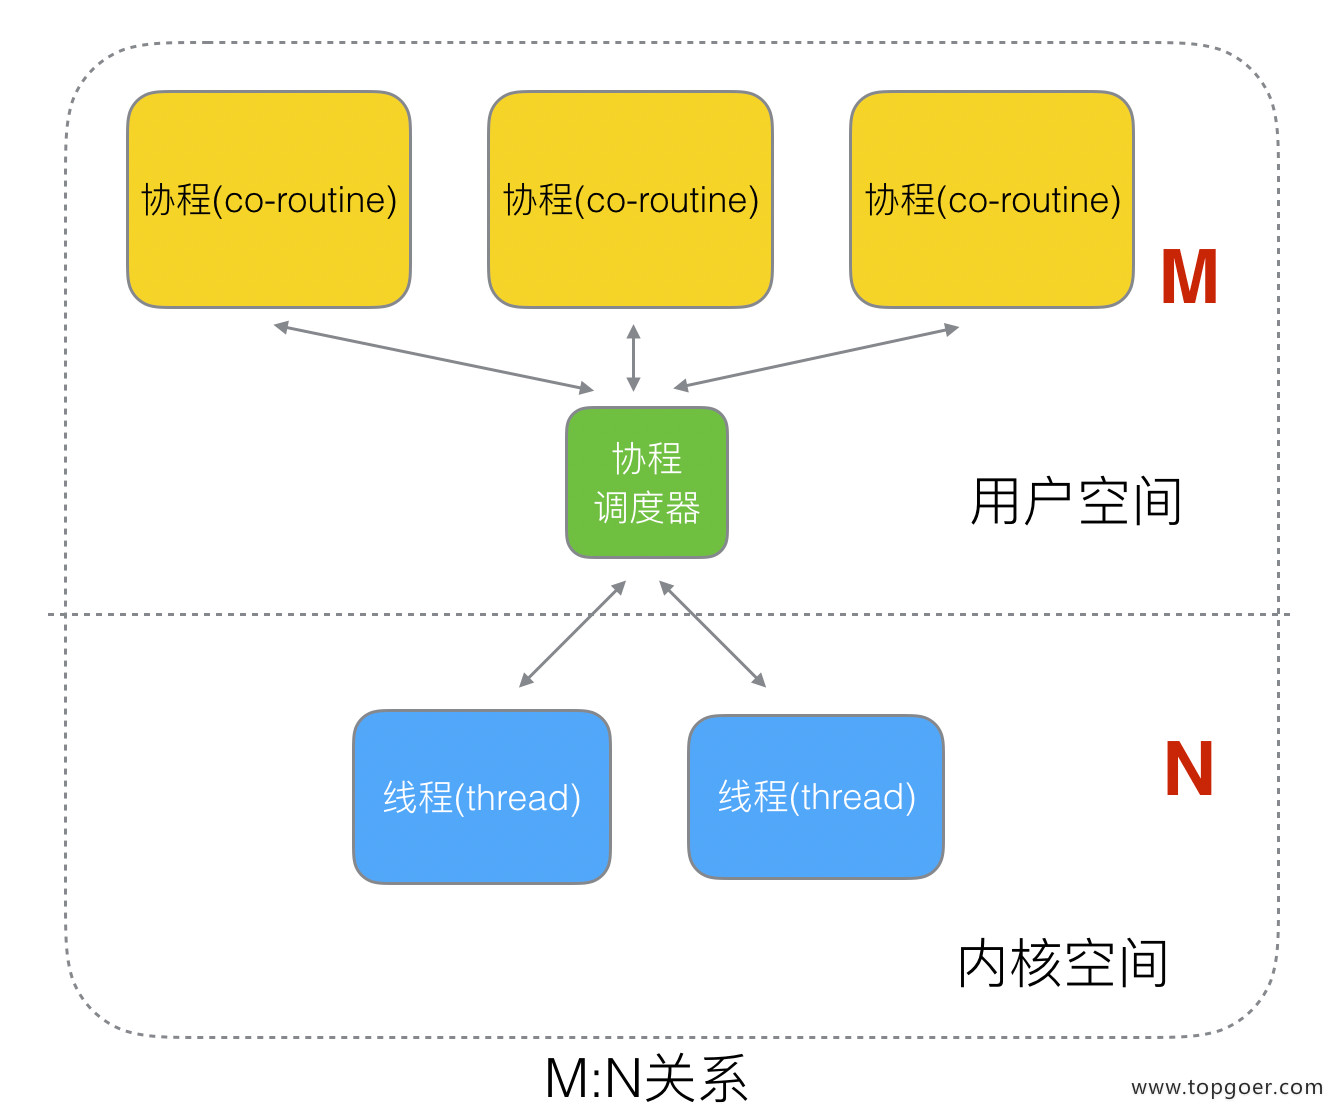 协程(co-routine)
协程(co-routine)
协程(co-routine)
M
协程
调度器
用户空间
线程(thread)
线程(thread)
N
内核空间
M:N关系
www.topgoer.com